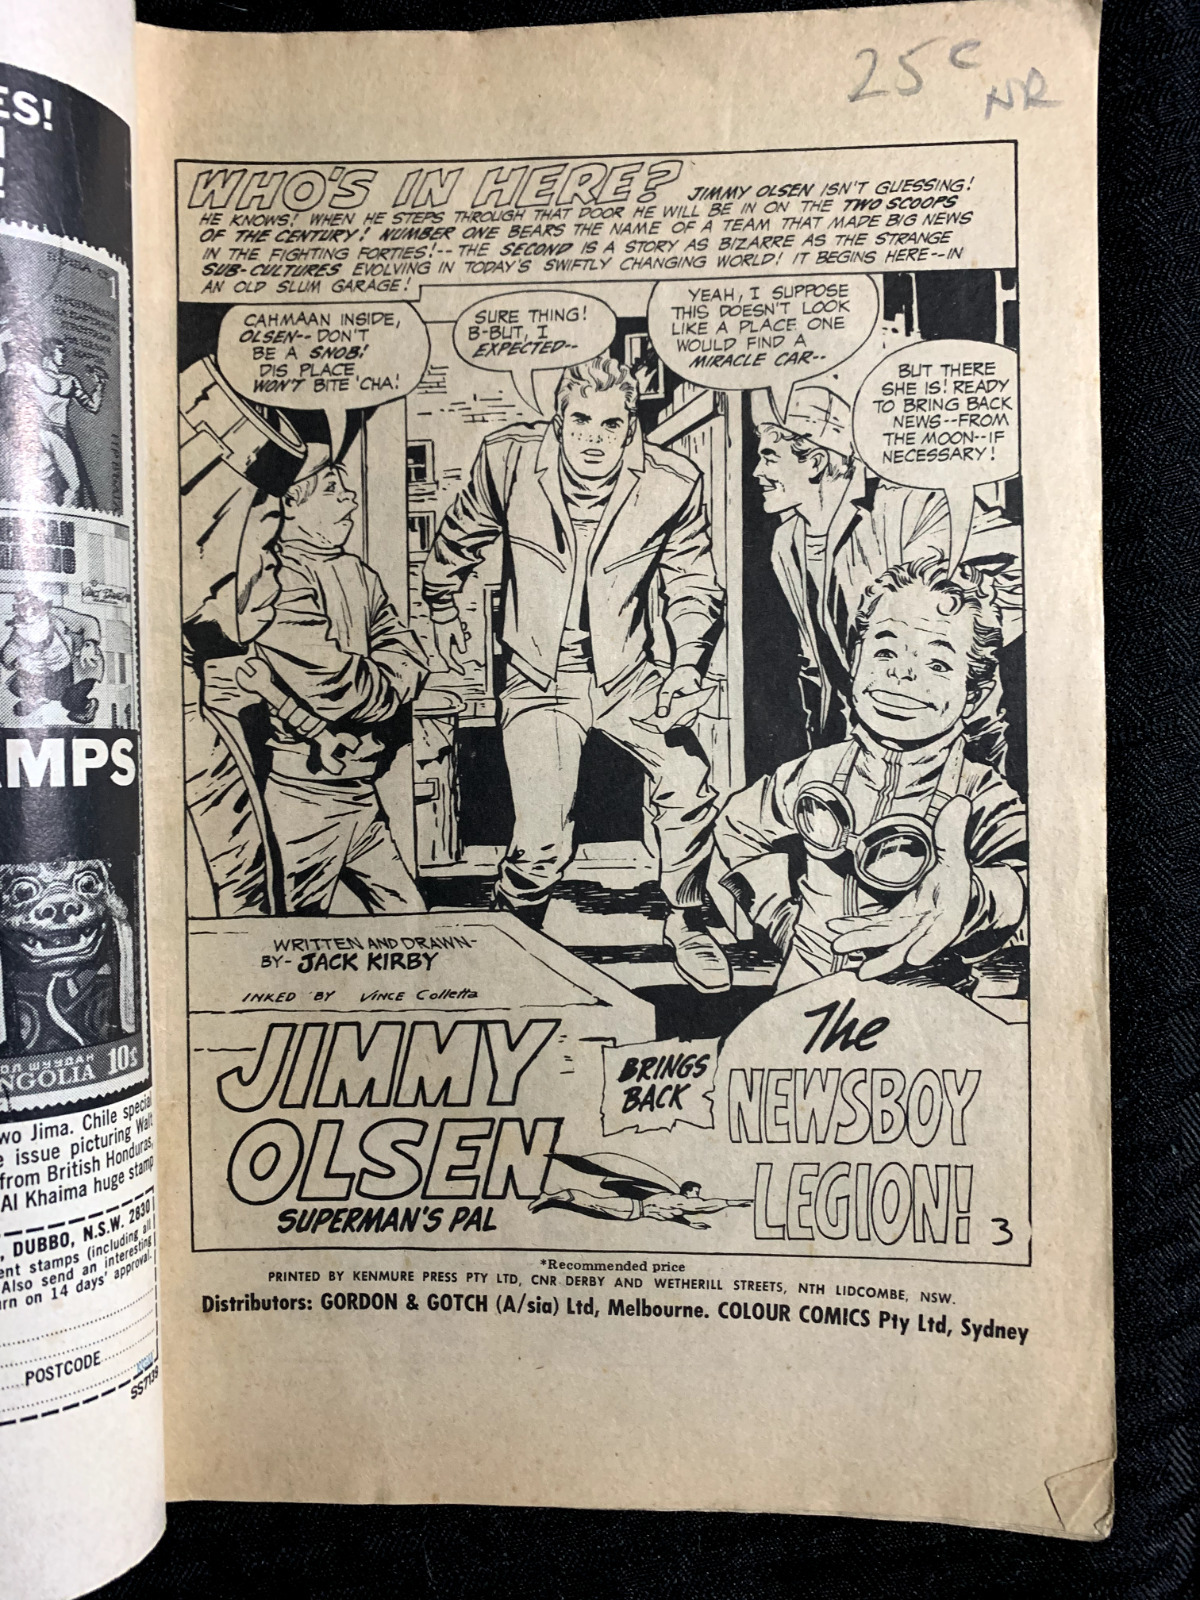 25c
NR
WHO'S IN HERE? JIMMY OLSEN ISN'T GUESSING!
HE KNOWS! WHEN HE STEPS THROUGH THAT DOOR HE WILL BE IN ON THE TWO SCOOPS
OF THE CENTURY! NUMBER ONE BEARS THE NAME OF A TEAM THAT MADE BIG NEWS
IN THE FIGHTING FORTIES!-- THE SECOND IS A STORY AS BIZARRE AS THE STRANGE
SUB-CULTURES EVOLVING IN TODAY'S SWIFTLY CHANGING WORLD! IT BEGINS HERE--IN
AN OLD SLUM GARAGE!
CAHMAAN INSIDE,
OLSEN-- DON'T
BE A SNOB!
DIS PLACE
WON'T BITE 'CHA!
SURE THING!
B-BUT, I
EXPECTED--
YEAH, I SUPPOSE
THIS DOESN'T LOOK
LIKE A PLACE ONE
WOULD FIND A
MIRACLE CAR--
BUT THERE
SHE IS! READY
TO BRING BACK
NEWS--FROM
THE MOON--IF
NECESSARY!
WRITTEN AND DRAWN-
BY- JACK KIRBY
INKED BY VINCE Colletta
JIMMY
OLSEN
SUPERMAN'S PAL
BRINGS
BACK
The
NEWSBOY
LEGION!
3
*Recommended price
PRINTED BY KENMURE PRESS PTY LTD, CNR DERBY AND WETHERILL STREETS, NTH LIDCOMBE, NSW.
Distributors: GORDON & GOTCH (A/sia) Ltd, Melbourne. COLOUR COMICS Pty Ltd, Sydney
ES!
!
AMPS
NGOLIA 10¢
wo Jima. Chile special
e issue picturing Walt
from British Honduras,
Al Khaima huge stamp
, DUBBO, N.S.W. 2830
ent stamps (including all
Also send an interesting
urn on 14 days' approval.
POSTCODE
SS7139